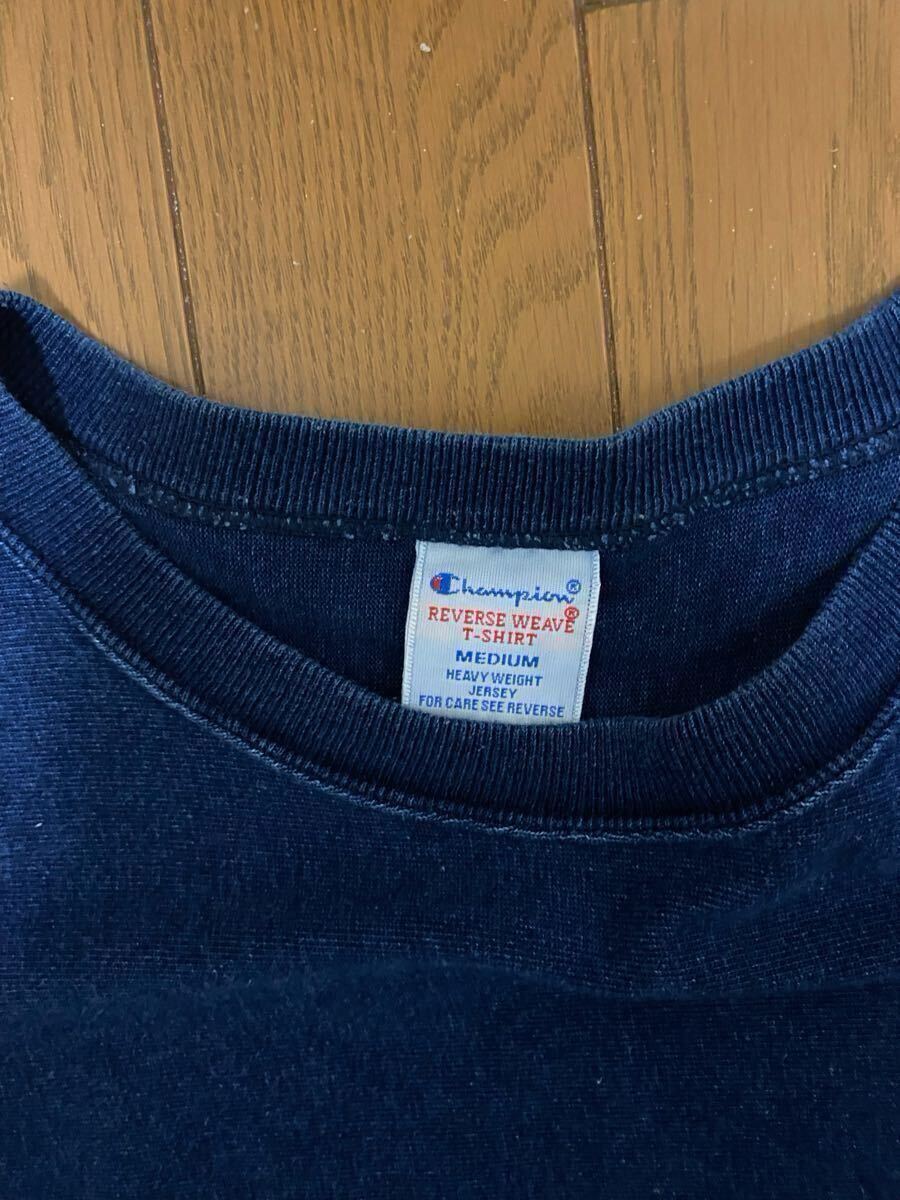 Champion®
REVERSE WEAVE®
T-SHIRT
MEDIUM
HEAVY WEIGHT
JERSEY
FOR CARE SEE REVERSE